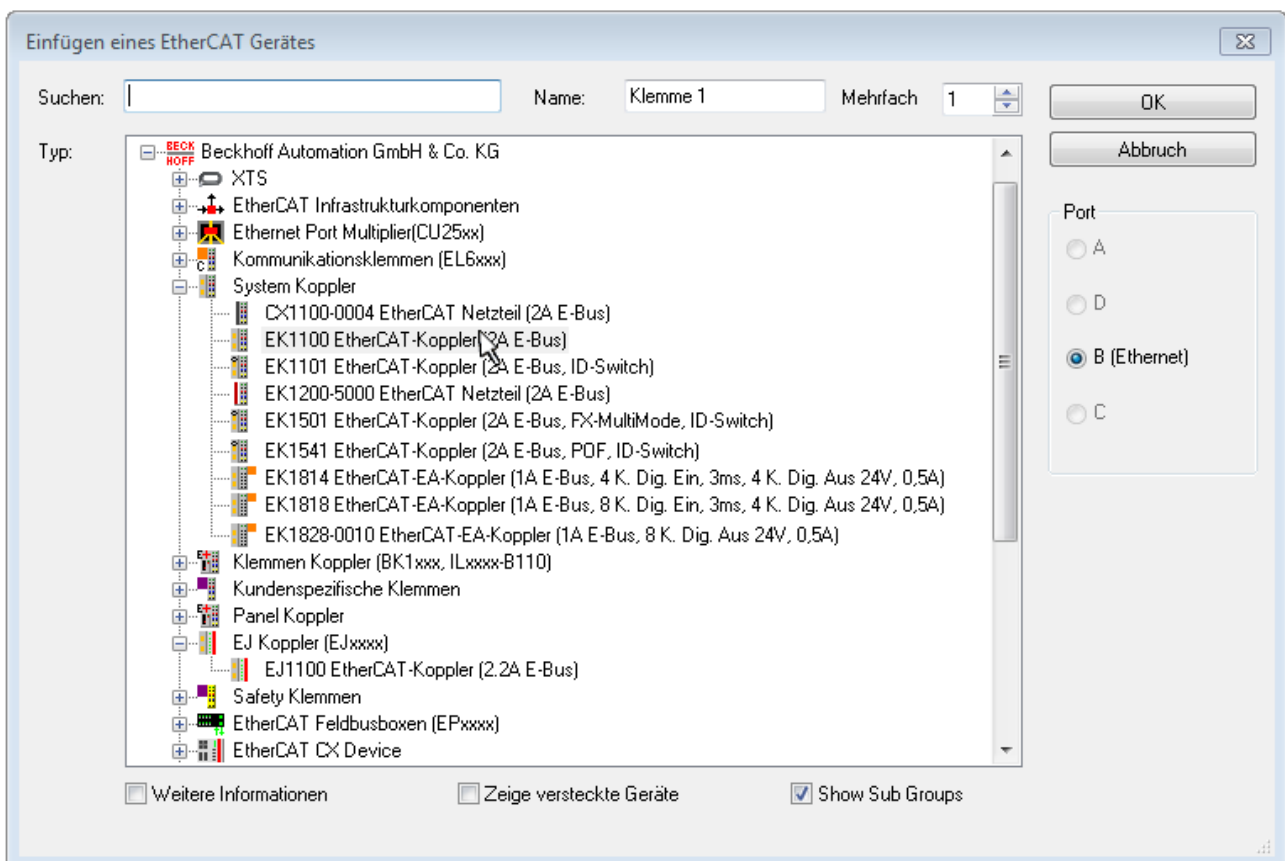 Einfügen eines EtherCAT Gerätes
Suchen: Name: Klemme 1 Mehrfach 1 OK
Abbruch
Typ: BECK HOFF Beckhoff Automation GmbH & Co. KG
XTS
EtherCAT Infrastrukturkomponenten
Ethernet Port Multiplier(CU25xx)
C Kommunikationsklemmen (EL6xxx)
System Koppler
CX1100-0004 EtherCAT Netzteil (2A E-Bus)
EK1100 EtherCAT-Koppler (2A E-Bus)
EK1101 EtherCAT-Koppler (2A E-Bus, ID-Switch)
EK1200-5000 EtherCAT Netzteil (2A E-Bus)
EK1501 EtherCAT-Koppler (2A E-Bus, FX-MultiMode, ID-Switch)
EK1541 EtherCAT-Koppler (2A E-Bus, POF, ID-Switch)
EK1814 EtherCAT-EA-Koppler (1A E-Bus, 4 K. Dig. Ein, 3ms, 4 K. Dig. Aus 24V, 0,5A)
EK1818 EtherCAT-EA-Koppler (1A E-Bus, 8 K. Dig. Ein, 3ms, 4 K. Dig. Aus 24V, 0,5A)
EK1828-0010 EtherCAT-EA-Koppler (1A E-Bus, 8 K. Dig. Aus 24V, 0,5A)
Klemmen Koppler (BK1xxx, ILxxxx-B110)
Kundenspezifische Klemmen
Panel Koppler
EJ Koppler (EJxxxx)
EJ1100 EtherCAT-Koppler (2.2A E-Bus)
Safety Klemmen
EtherCAT Feldbusboxen (EPxxxx)
EtherCAT CX Device
Port
A
D
B (Ethernet)
C
Weitere Informationen Zeige versteckte Geräte Show Sub Groups